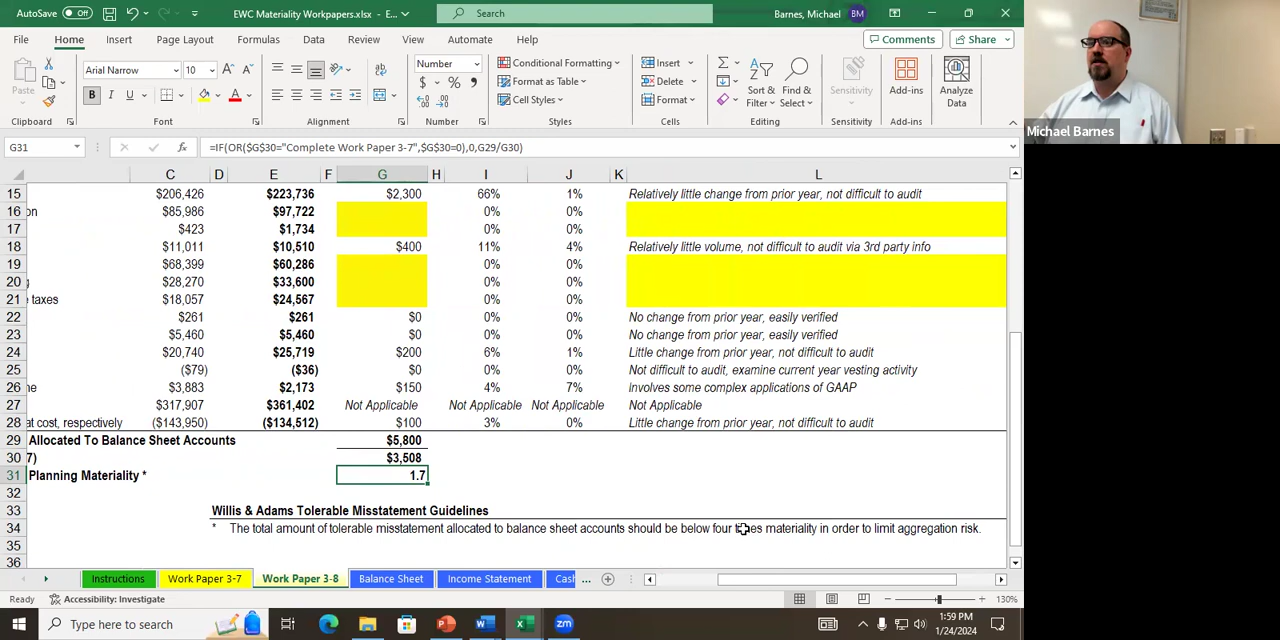 AutoSave Off EWC Materiality Workpapers.xlsx - E... Search Barnes, Michael BM
File Home Insert Page Layout Formulas Data Review View Automate Help Comments Share
Paste Arial Narrow 10 Number Conditional Formatting Insert Sort & Find & Sensitivity Add-ins Analyze
B I U $ % Format as Table Delete Filter Select Data
Cell Styles Format
Clipboard Font Alignment Number Styles Cells Editing Sensitivity Add-ins
Michael Barnes
G31 fx =IF(OR($G$30="Complete Work Paper 3-7",$G$30=0),0,G29/G30)
C D E F G H I J K L
15 $206,426 $223,736 $2,300 66% 1% Relatively little change from prior year, not difficult to audit
16 on $85,986 $97,722 0% 0%
17 $423 $1,734 0% 0%
18 $11,011 $10,510 $400 11% 4% Relatively little volume, not difficult to audit via 3rd party info
19 $68,399 $60,286 0% 0%
20 g $28,270 $33,600 0% 0%
21 e taxes $18,057 $24,567 0% 0%
22 $261 $261 $0 0% 0% No change from prior year, easily verified
23 $5,460 $5,460 $0 0% 0% No change from prior year, easily verified
24 $20,740 $25,719 $200 6% 1% Little change from prior year, not difficult to audit
25 ($79) ($36) $0 0% 0% Not difficult to audit, examine current year vesting activity
26 ne $3,883 $2,173 $150 4% 7% Involves some complex applications of GAAP
27 $317,907 $361,402 Not Applicable Not Applicable Not Applicable Not Applicable
28 at cost, respectively ($143,950) ($134,512) $100 3% 0% Little change from prior year, not difficult to audit
29 Allocated To Balance Sheet Accounts $5,800
30 7) $3,508
31 Planning Materiality * 1.7
32
33 Willis & Adams Tolerable Misstatement Guidelines
34 * The total amount of tolerable misstatement allocated to balance sheet accounts should be below four times materiality in order to limit aggregation risk.
35
36
Instructions Work Paper 3-7 Work Paper 3-8 Balance Sheet Income Statement Cash ...
Ready Accessibility: Investigate 130%
Type here to search 1:59 PM
1/24/2024